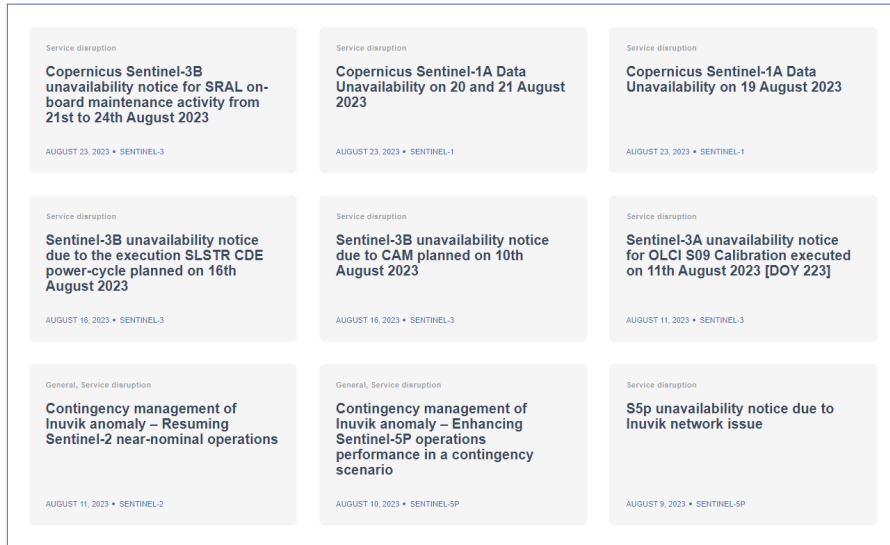 Service disruption
Copernicus Sentinel-3B
unavailability notice for SRAL on-
board maintenance activity from
21st to 24th August 2023
AUGUST 23, 2023 • SENTINEL-3
Service disruption
Copernicus Sentinel-1A Data
Unavailability on 20 and 21 August
2023
AUGUST 23, 2023 • SENTINEL-1
Service disruption
Copernicus Sentinel-1A Data
Unavailability on 19 August 2023
AUGUST 23, 2023 • SENTINEL-1
Service disruption
Sentinel-3B unavailability notice
due to the execution SLSTR CDE
power-cycle planned on 16th
August 2023
AUGUST 16, 2023 • SENTINEL-3
Service disruption
Sentinel-3B unavailability notice
due to CAM planned on 10th
August 2023
AUGUST 16, 2023 • SENTINEL-3
Service disruption
Sentinel-3A unavailability notice
for OLCI S09 Calibration executed
on 11th August 2023 [DOY 223]
AUGUST 11, 2023 • SENTINEL-3
General, Service disruption
Contingency management of
Inuvik anomaly – Resuming
Sentinel-2 near-nominal operations
AUGUST 11, 2023 • SENTINEL-2
General, Service disruption
Contingency management of
Inuvik anomaly – Enhancing
Sentinel-5P operations
performance in a contingency
scenario
AUGUST 10, 2023 • SENTINEL-5P
Service disruption
S5p unavailability notice due to
Inuvik network issue
AUGUST 9, 2023 • SENTINEL-5P